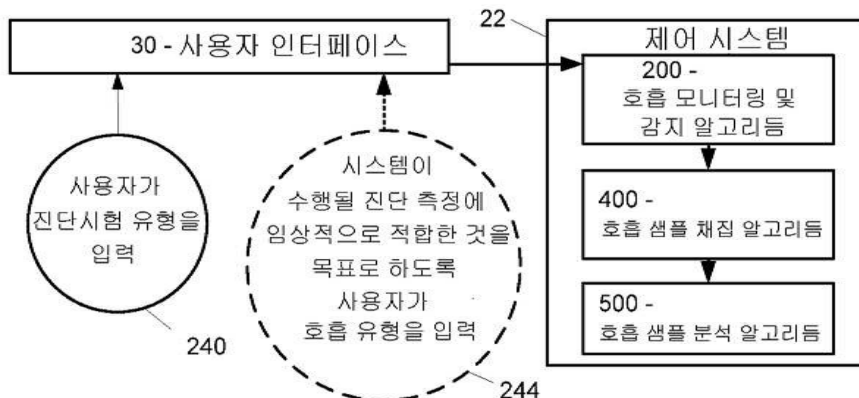 30 - 사용자 인터페이스
22
제어 시스템
200 -
호흡 모니터링 및
감지 알고리듬
400 -
호흡 샘플 채집 알고리듬
500 -
호흡 샘플 분석 알고리듬
사용자가
진단시험 유형을
입력
240
시스템이
수행될 진단 측정에
임상적으로 적합한 것을
목표로 하도록
사용자가
호흡 유형을 입력
244